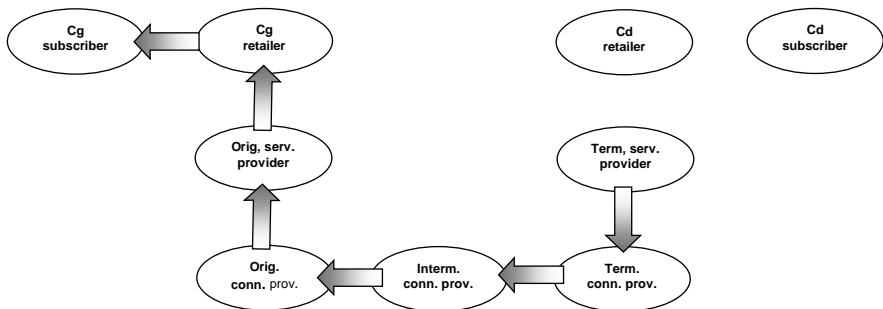 Cg
subscriber
Cg
retailer
Cd
retailer
Cd
subscriber
Orig, serv.
provider
Term, serv.
provider
Orig.
conn. prov.
Interm.
conn. prov.
Term.
conn. prov.